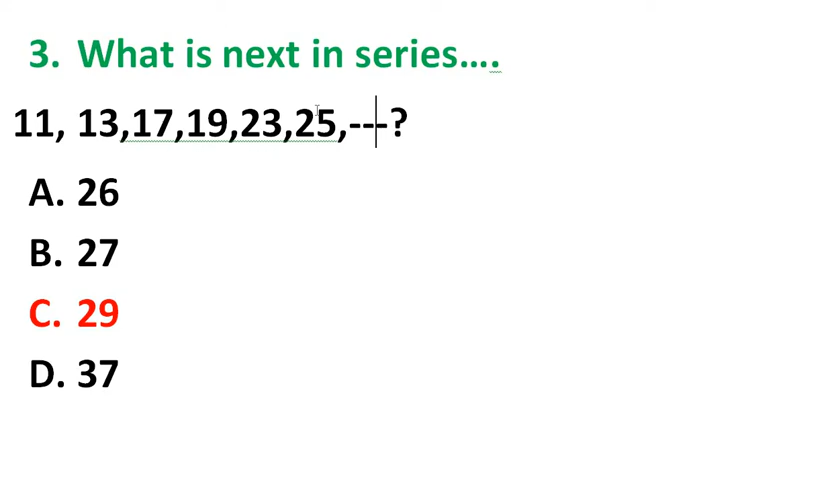 3. What is next in series....
11, 13,17,19,23,25,---?
A. 26
B. 27
C. 29
D. 37